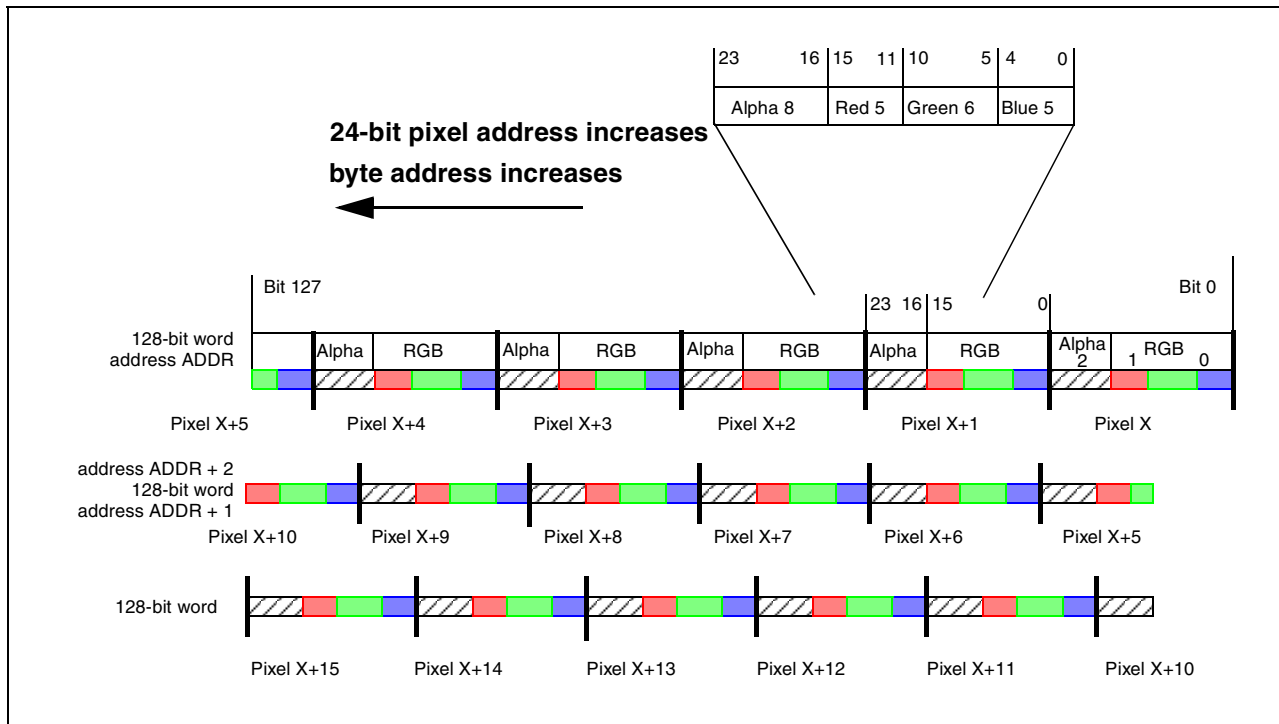 23 16 15 11 10 5 4 0
Alpha 8 Red 5 Green 6 Blue 5
24-bit pixel address increases
byte address increases
Bit 127 Bit 0
23 16 15 0
128-bit word
address ADDR
Alpha RGB Alpha RGB Alpha RGB Alpha RGB Alpha 2 1 RGB 0
Pixel X+5 Pixel X+4 Pixel X+3 Pixel X+2 Pixel X+1 Pixel X
address ADDR + 2
128-bit word
address ADDR + 1
Pixel X+10 Pixel X+9 Pixel X+8 Pixel X+7 Pixel X+6 Pixel X+5
128-bit word
Pixel X+15 Pixel X+14 Pixel X+13 Pixel X+12 Pixel X+11 Pixel X+10